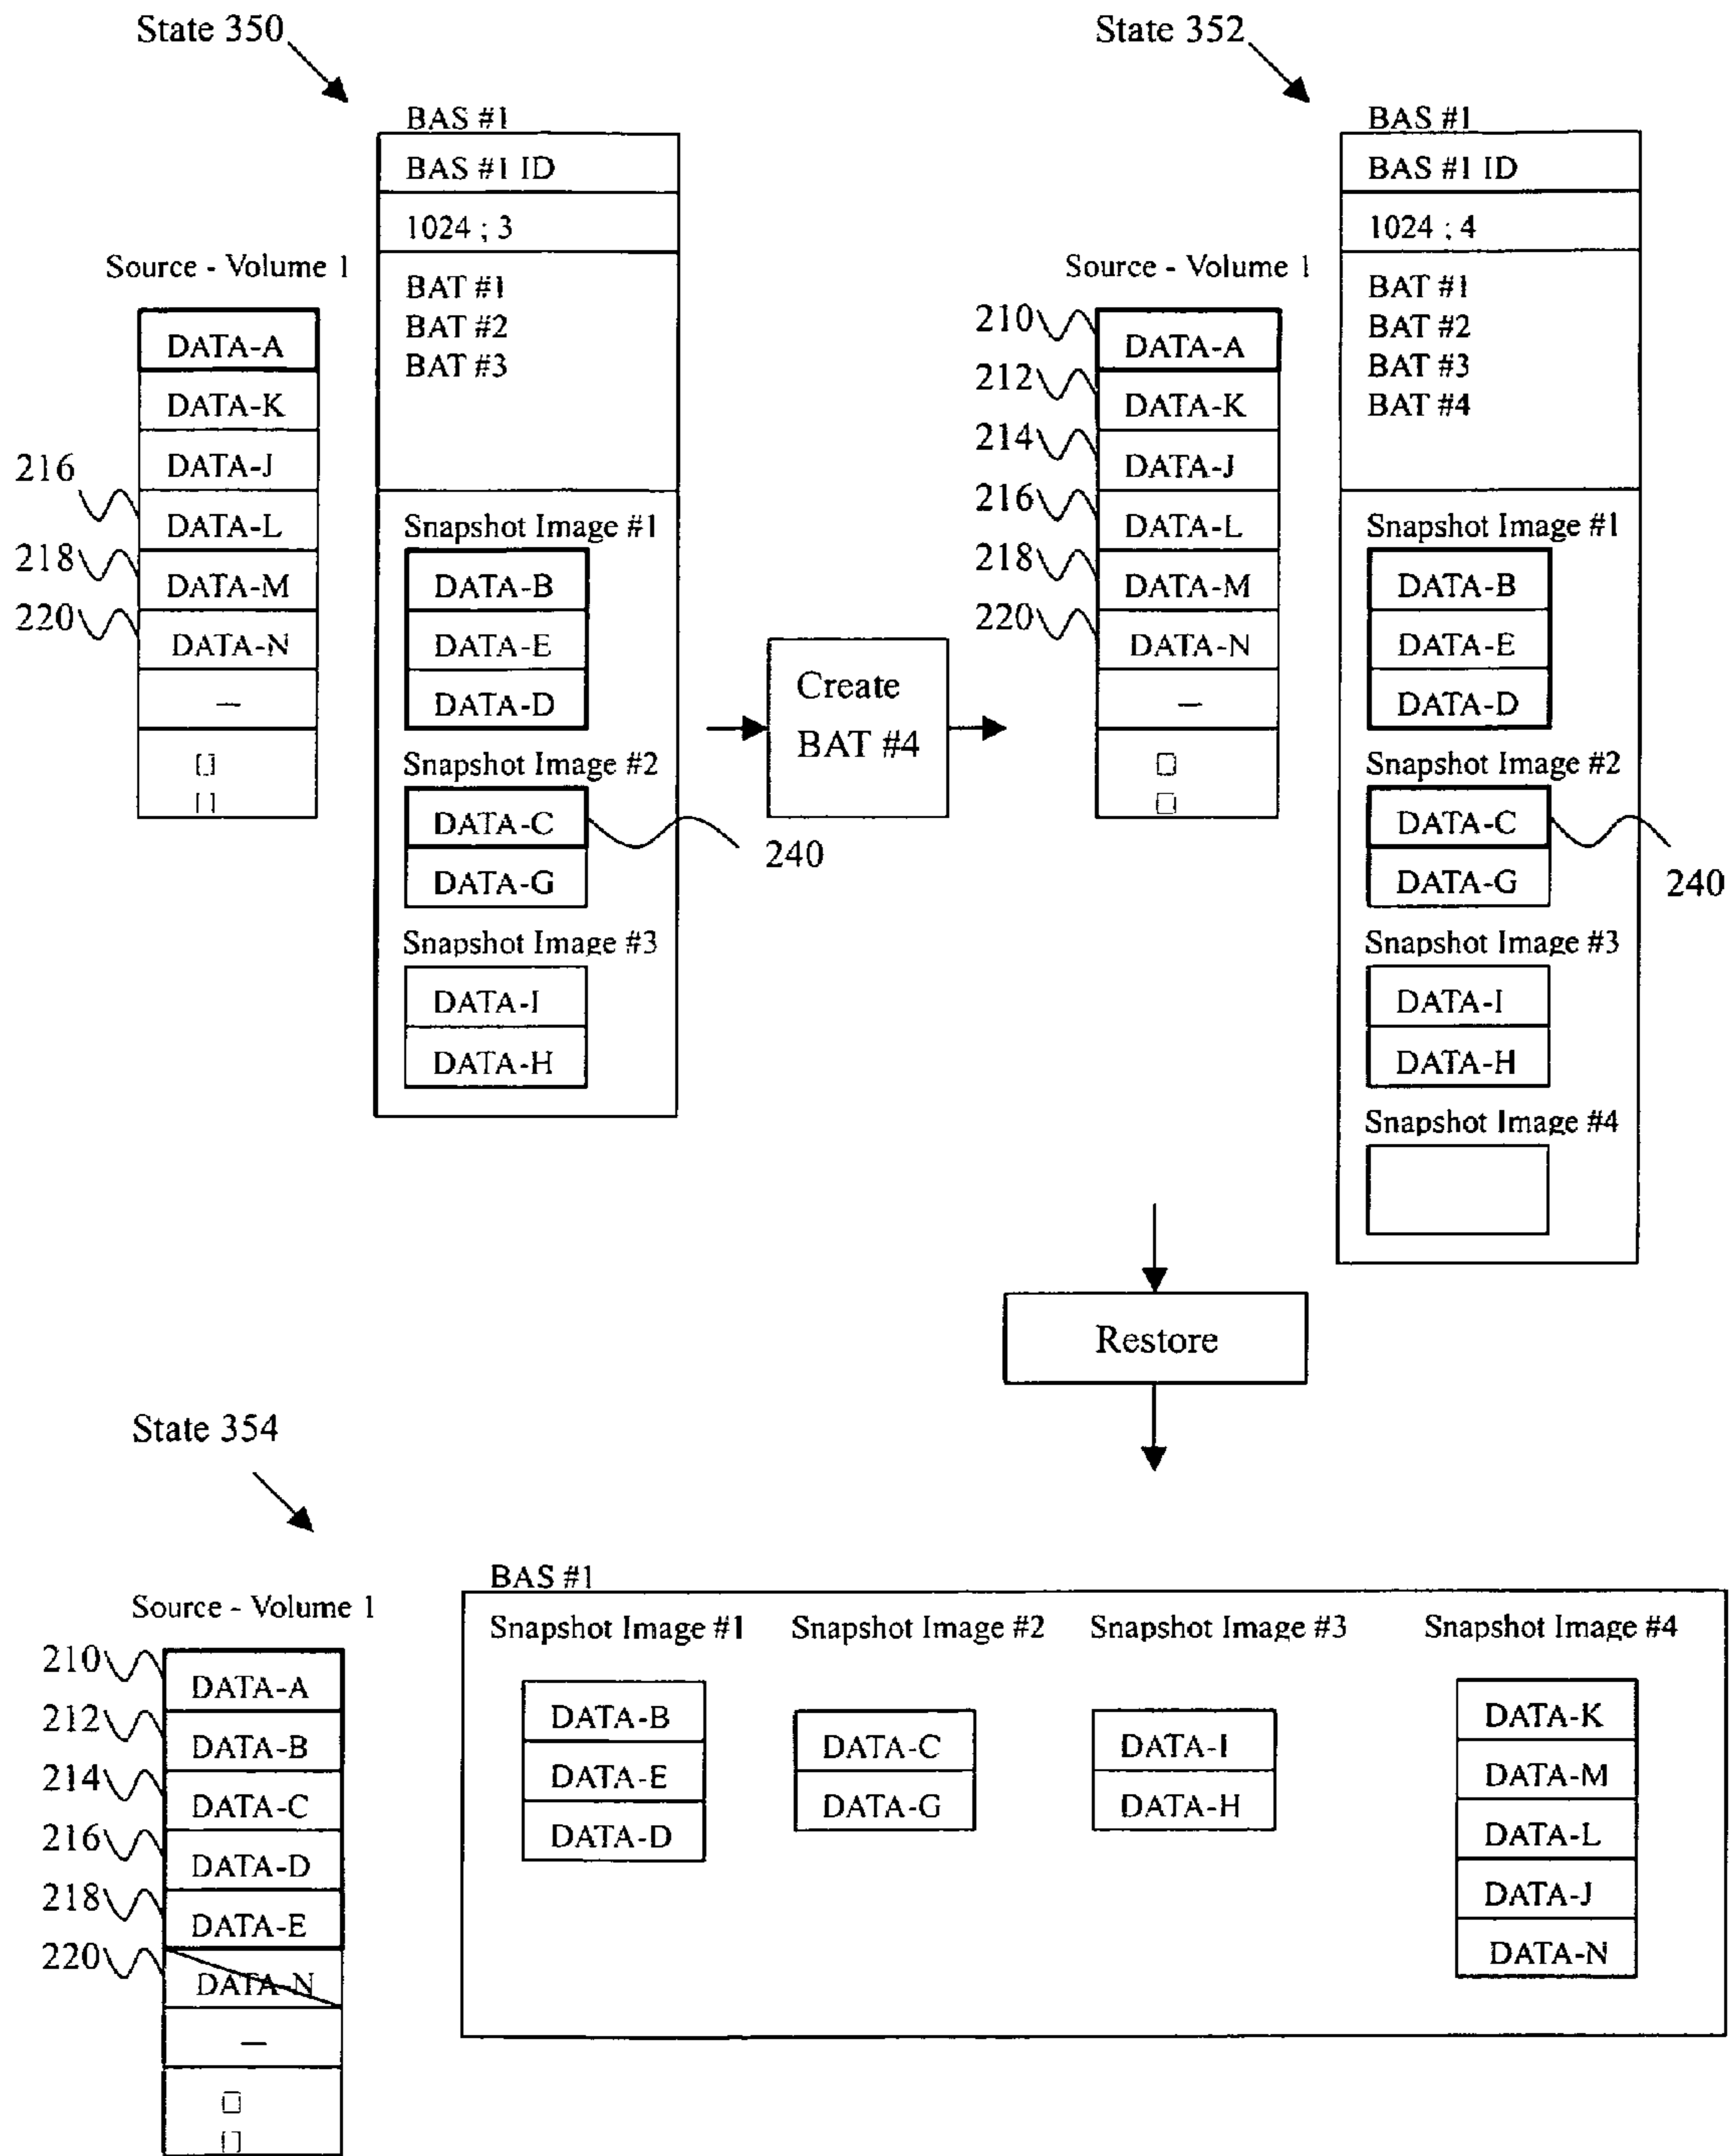 State 350
BAS #1
BAS #1 ID
1024 ; 3
BAT #1
BAT #2
BAT #3
Source - Volume 1
DATA-A
DATA-K
DATA-J
216
DATA-L
218
DATA-M
220
DATA-N
—
Snapshot Image #1
DATA-B
DATA-E
DATA-D
Snapshot Image #2
DATA-C
240
DATA-G
Snapshot Image #3
DATA-I
DATA-H
Create
BAT #4
State 352
BAS #1
BAS #1 ID
1024 ; 4
BAT #1
BAT #2
BAT #3
BAT #4
Source - Volume 1
210
DATA-A
212
DATA-K
214
DATA-J
216
DATA-L
218
DATA-M
220
DATA-N
—
Snapshot Image #1
DATA-B
DATA-E
DATA-D
Snapshot Image #2
DATA-C
240
DATA-G
Snapshot Image #3
DATA-I
DATA-H
Snapshot Image #4
Restore
State 354
Source - Volume 1
210
DATA-A
212
DATA-B
214
DATA-C
216
DATA-D
218
DATA-E
220
DATA-N
—
BAS #1
Snapshot Image #1
DATA-B
DATA-E
DATA-D
Snapshot Image #2
DATA-C
DATA-G
Snapshot Image #3
DATA-I
DATA-H
Snapshot Image #4
DATA-K
DATA-M
DATA-L
DATA-J
DATA-N